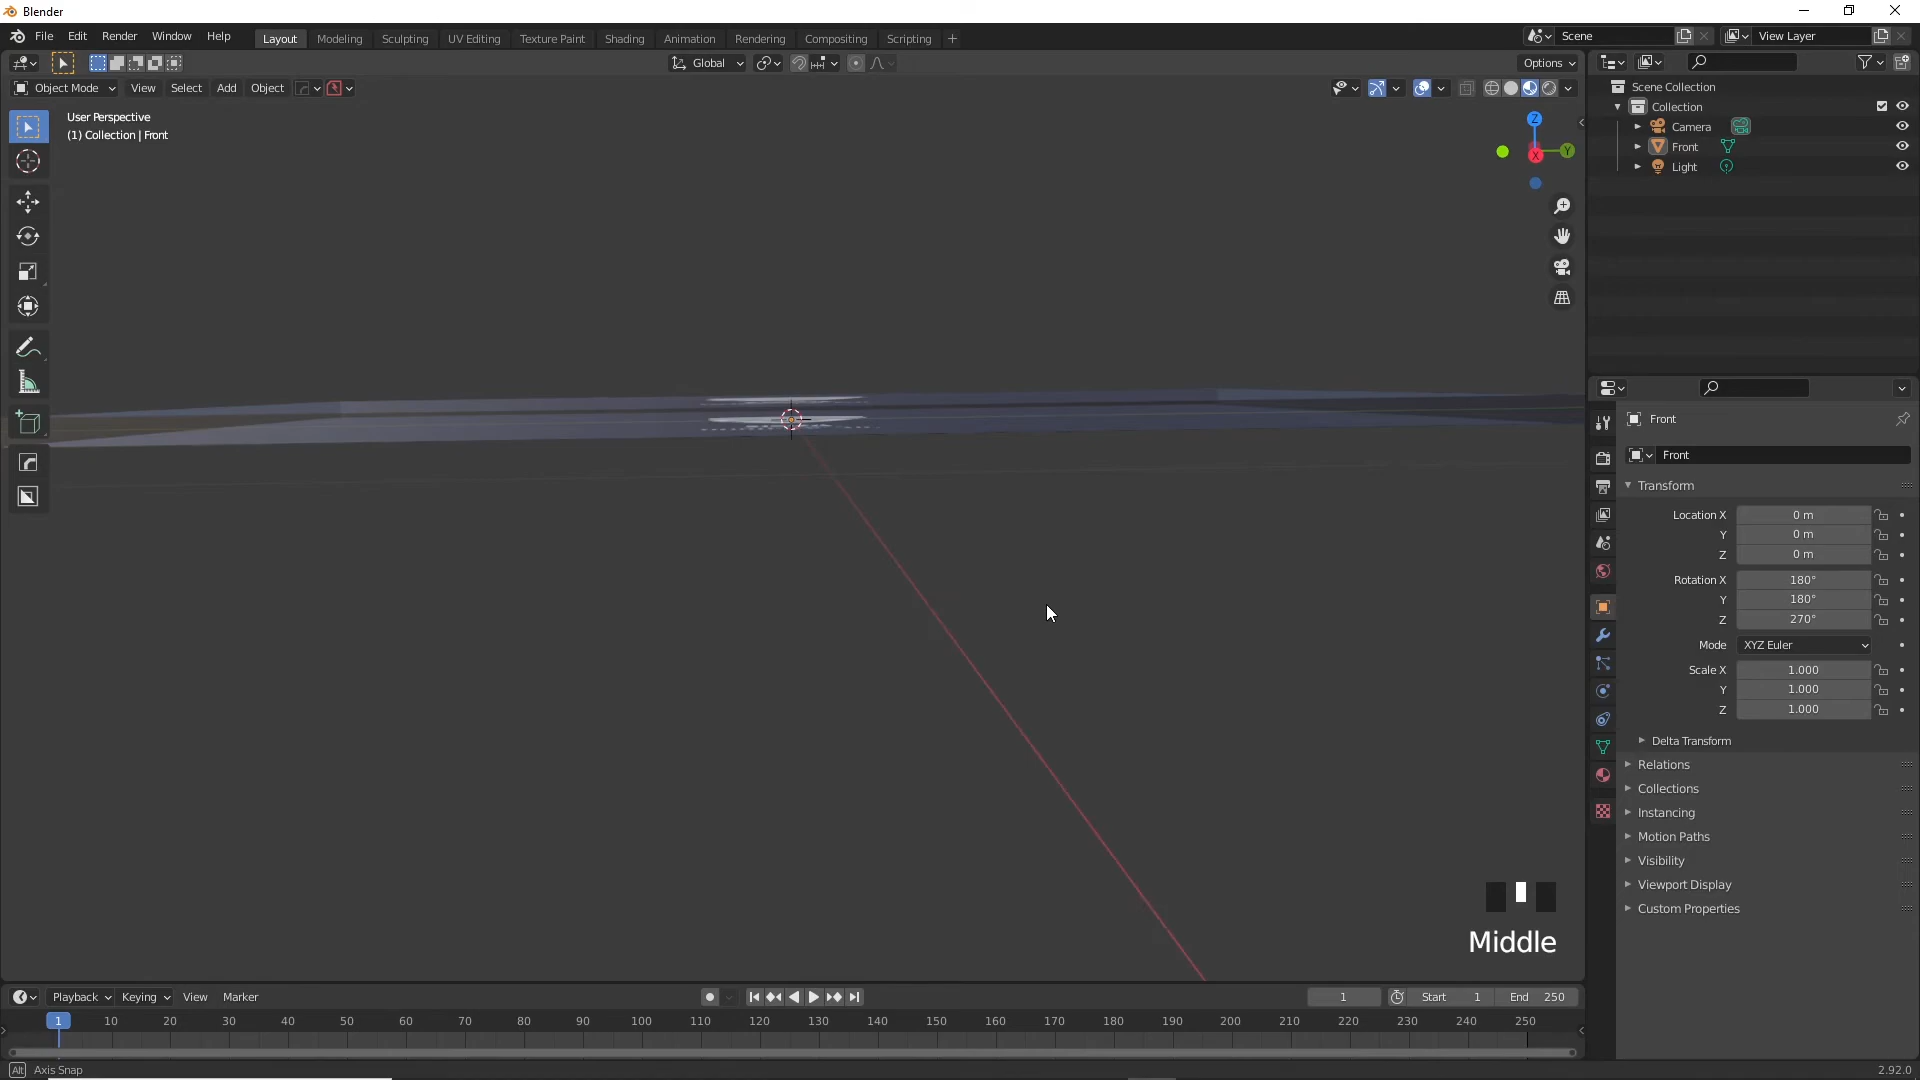 Blender
File Edit Render Window Help
Layout Modeling Sculpting UV Editing Texture Paint Shading Animation Rendering Compositing Scripting +
Scene
View Layer
Global
Options
Object Mode View Select Add Object
User Perspective
(1) Collection | Front
Z
X
Y
Scene Collection
Collection
Camera
Front
Light
Front
Front
Transform
Location X 0 m
Y 0 m
Z 0 m
Rotation X 180°
Y 180°
Z 270°
Mode XYZ Euler
Scale X 1.000
Y 1.000
Z 1.000
Delta Transform
Relations
Collections
Instancing
Motion Paths
Visibility
Viewport Display
Custom Properties
Middle
Playback Keying View Marker
1
Start 1
End 250
1 10 20 30 40 50 60 70 80 90 100 110 120 130 140 150 160 170 180 190 200 210 220 230 240 250
Alt Axis Snap
2.92.0